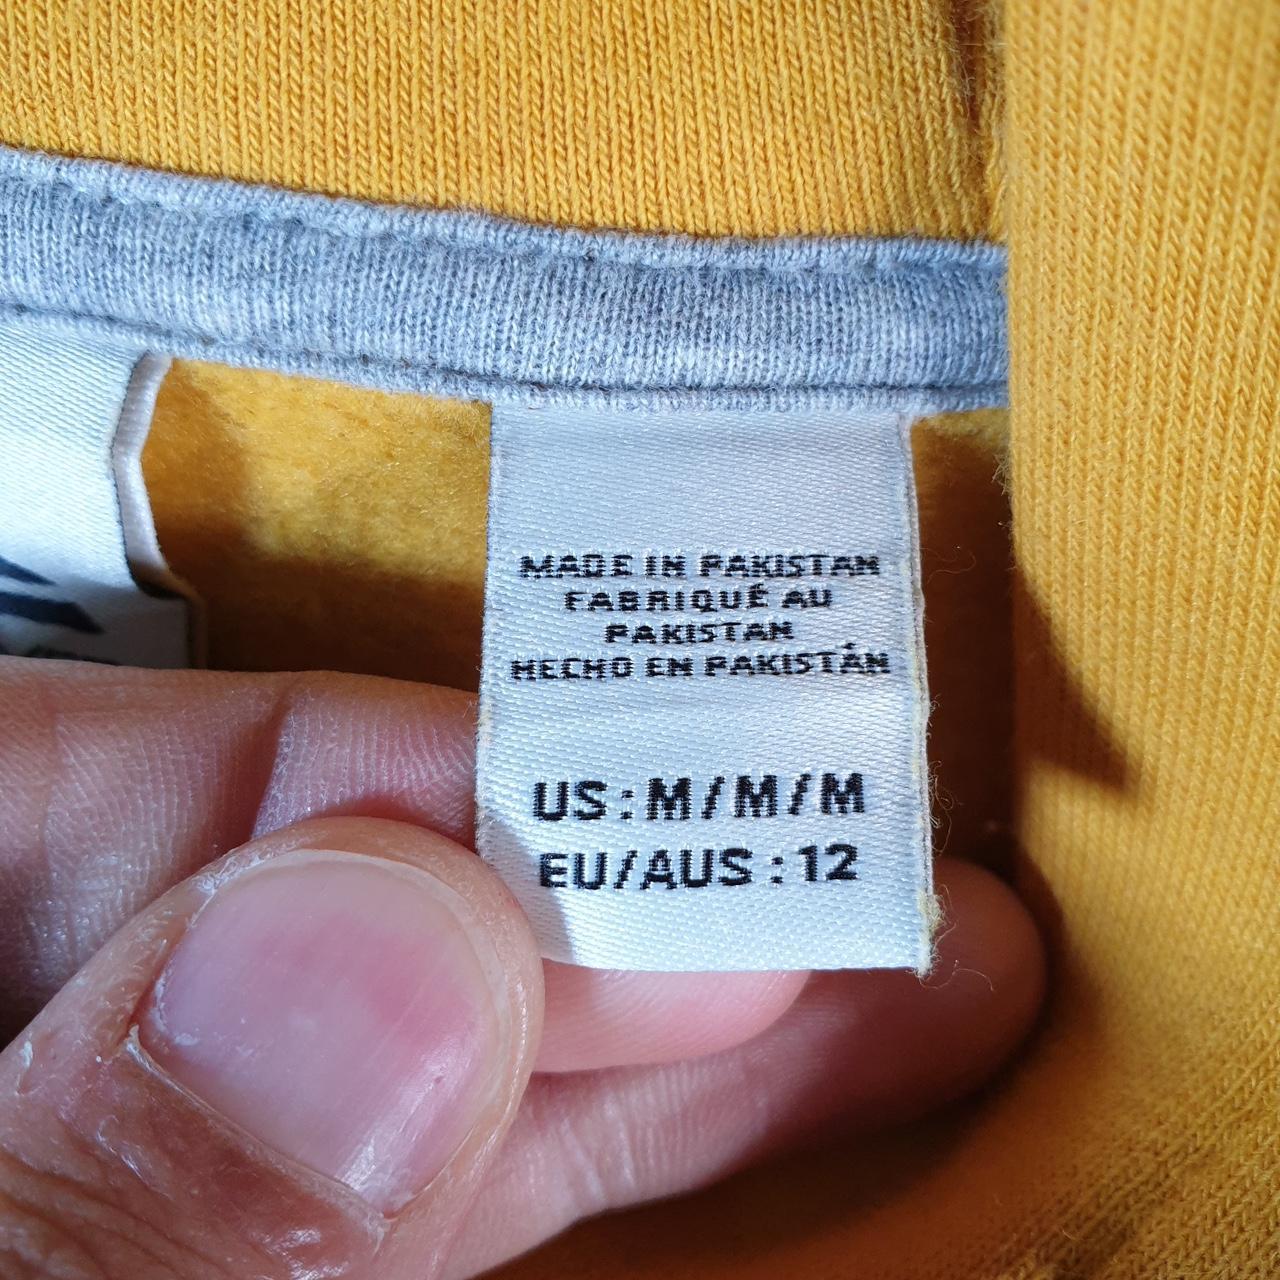 MADE IN PAKISTAN
FABRIQUÉ AU
PAKISTAN
HECHO EN PAKISTÁN
US : M / M / M
EU / AUS : 12